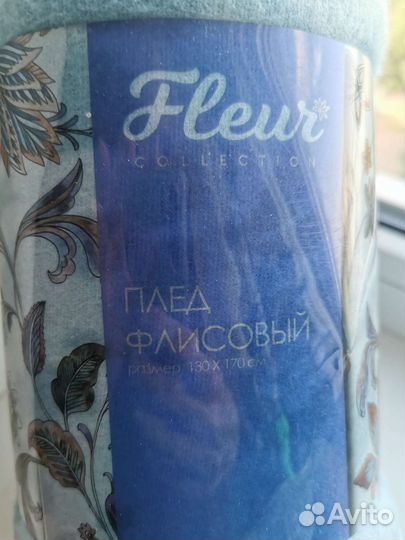 Fleur
COLLECTION
ПЛЕД
ФЛИСОВЫЙ
размер 130 X 170 см
Avito